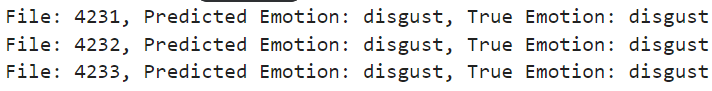 File: 4231, Predicted Emotion: disgust, True Emotion: disgust
File: 4232, Predicted Emotion: disgust, True Emotion: disgust
File: 4233, Predicted Emotion: disgust, True Emotion: disgust